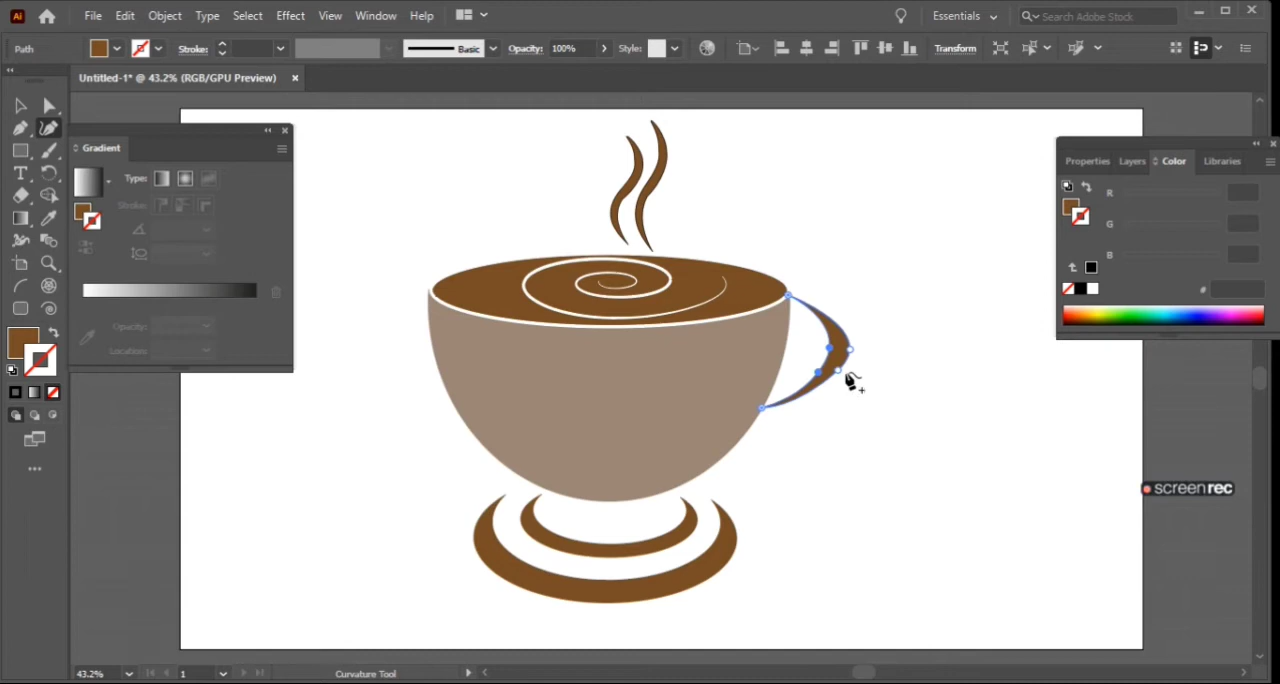 Ai File Edit Object Type Select Effect View Window Help Essentials Search Adobe Stock
Path Stroke: Basic Opacity: 100% Style: Transform
Untitled-1* @ 43.2% (RGB/GPU Preview) ×
Gradient
Type:
Stroke:
Opacity:
Location:
Properties Layers Color Libraries
R
G
B
#
screenrec
43.2% 1 Curvature Tool